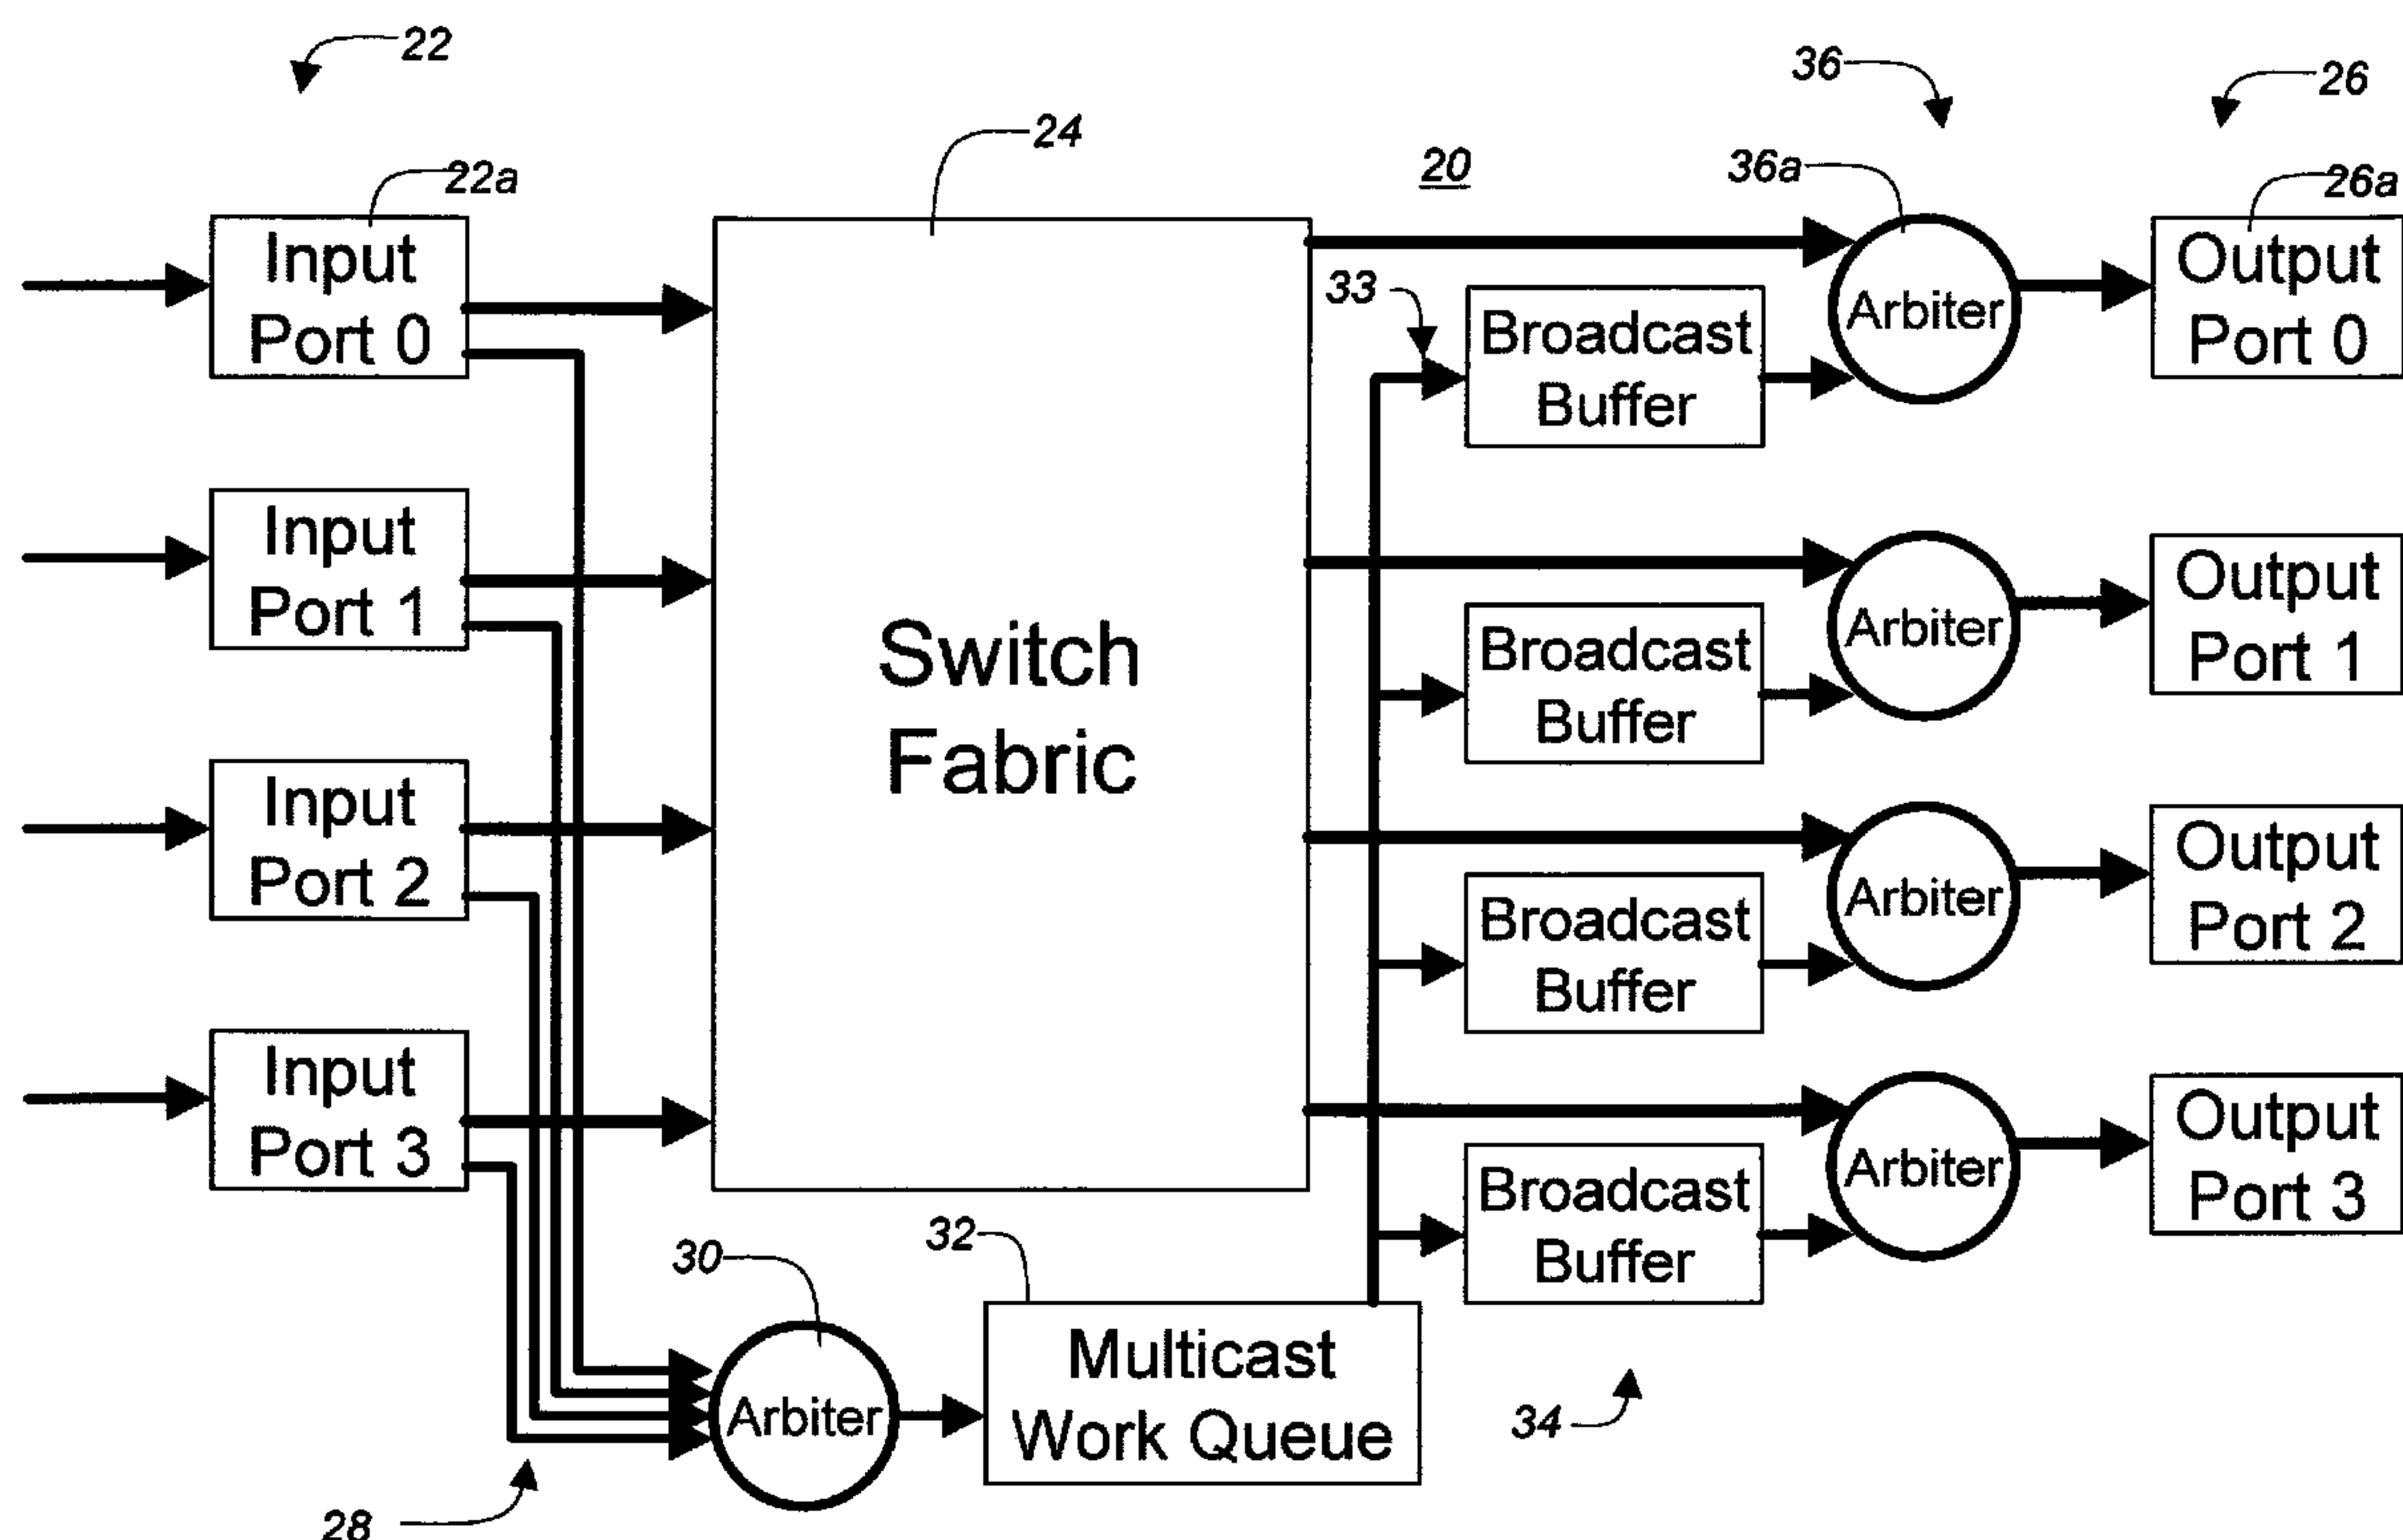 22
36
26
24
20
22a
36a
26a
Input
Port 0
33
Broadcast
Buffer
Arbiter
Output
Port 0
Input
Port 1
Switch
Fabric
Broadcast
Buffer
Arbiter
Output
Port 1
Input
Port 2
Broadcast
Buffer
Arbiter
Output
Port 2
Input
Port 3
Broadcast
Buffer
Arbiter
Output
Port 3
30
32
Arbiter
Multicast
Work Queue
34
28